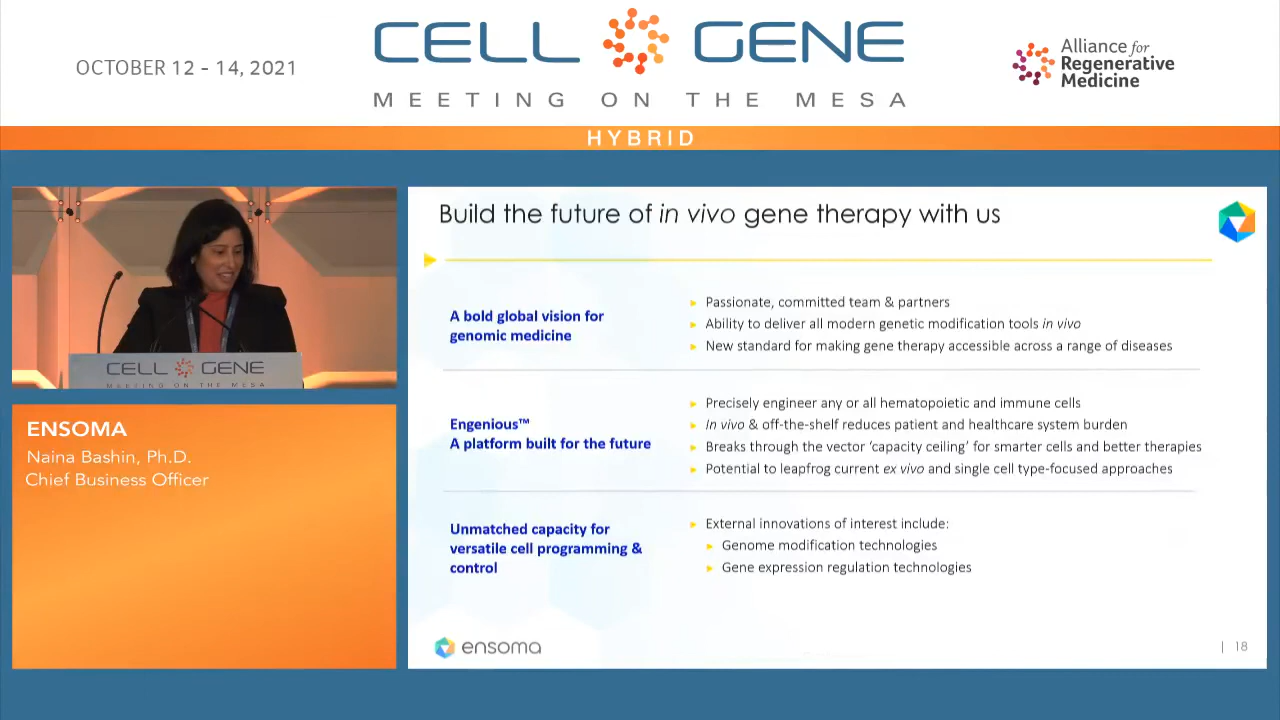 OCTOBER 12 - 14, 2021
CELL GENE
MEETING ON THE MESA
Alliance for
Regenerative
Medicine
HYBRID
CELL GENE
MEETING ON THE MESA
ENSOMA
Naina Bashin, Ph.D.
Chief Business Officer
Build the future of in vivo gene therapy with us
A bold global vision for
genomic medicine
► Passionate, committed team & partners
► Ability to deliver all modern genetic modification tools in vivo
► New standard for making gene therapy accessible across a range of diseases
Engenious™
A platform built for the future
► Precisely engineer any or all hematopoietic and immune cells
► In vivo & off-the-shelf reduces patient and healthcare system burden
► Breaks through the vector ‘capacity ceiling’ for smarter cells and better therapies
► Potential to leapfrog current ex vivo and single cell type-focused approaches
Unmatched capacity for
versatile cell programming &
control
► External innovations of interest include:
► Genome modification technologies
► Gene expression regulation technologies
ensoma
| 18